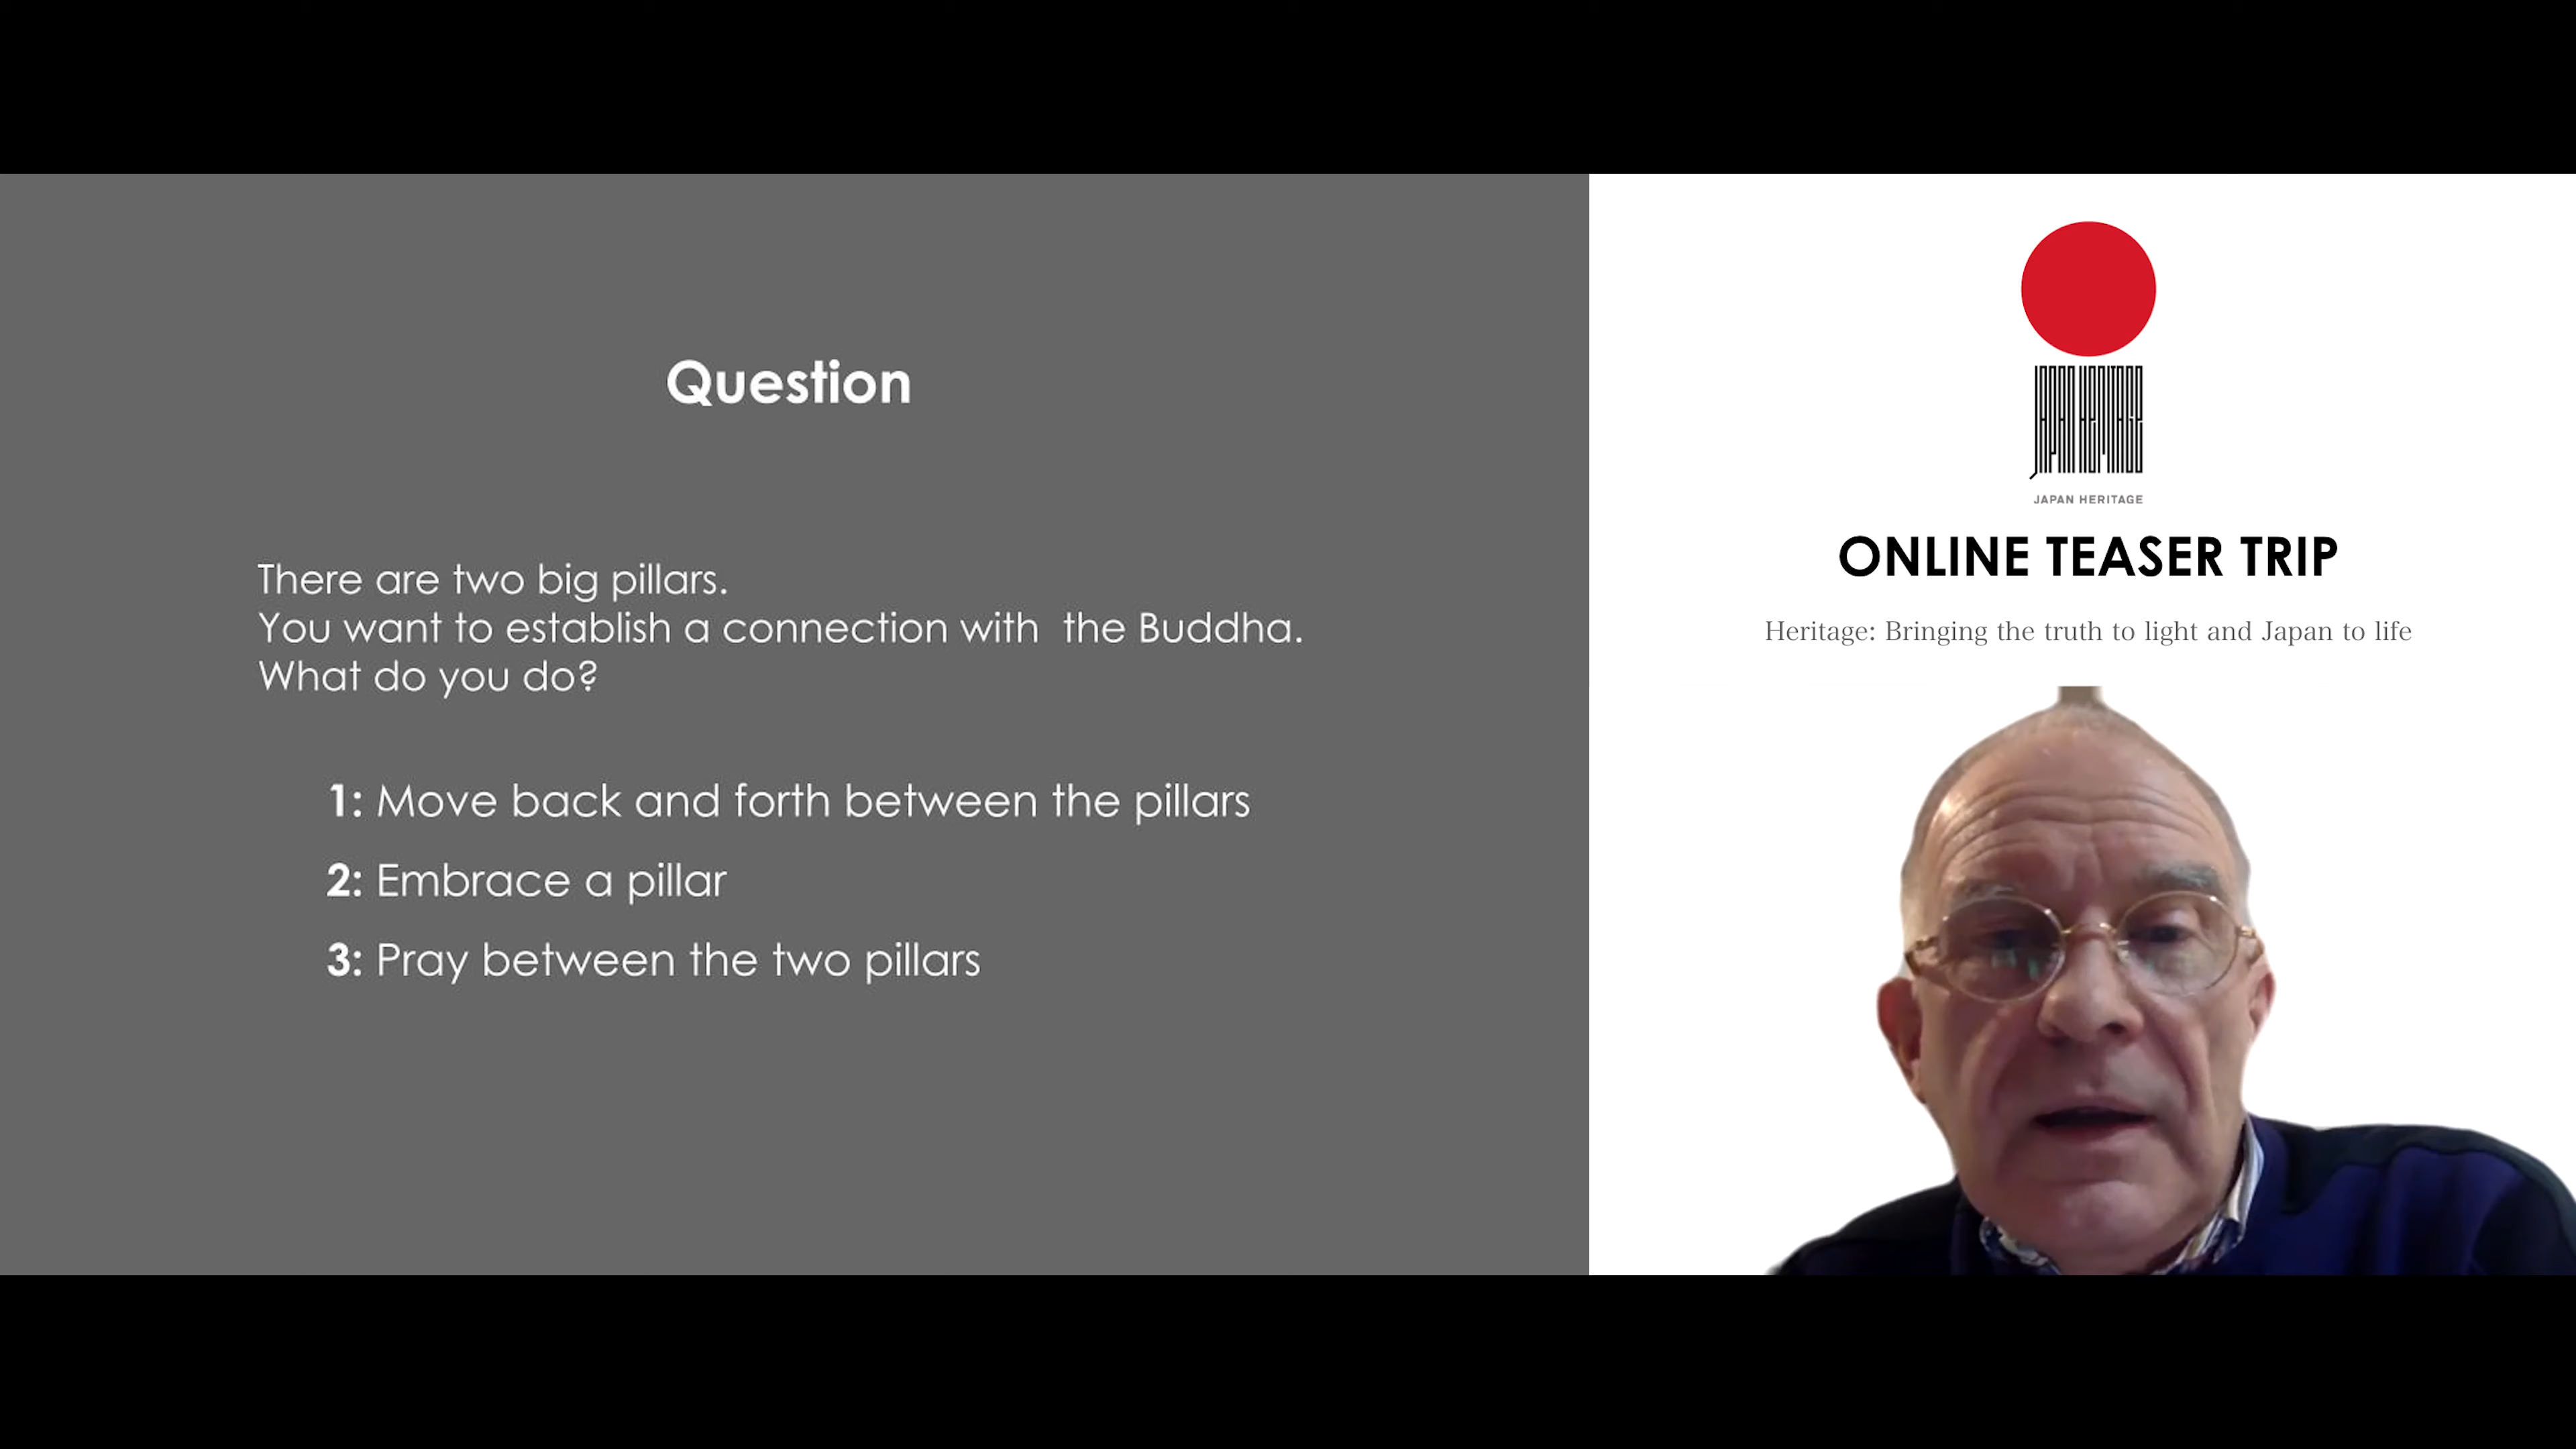 Question
There are two big pillars.
You want to establish a connection with  the Buddha.
What do you do?
1: Move back and forth between the pillars
2: Embrace a pillar
3: Pray between the two pillars
JAPAN HERITAGE
JAPAN HERITAGE
ONLINE TEASER TRIP
Heritage: Bringing the truth to light and Japan to life